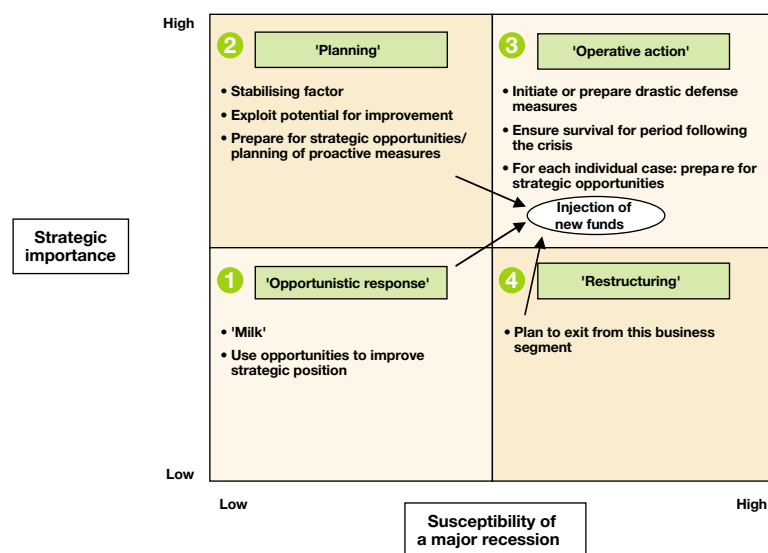 High
2
'Planning'
• Stabilising factor
• Exploit potential for improvement
• Prepare for strategic opportunities/
planning of proactive measures
3
'Operative action'
• Initiate or prepare drastic defense
measures
• Ensure survival for period following
the crisis
• For each individual case: prepare for
strategic opportunities
Injection of
new funds
Strategic
importance
1
'Opportunistic response'
• 'Milk'
• Use opportunities to improve
strategic position
4
'Restructuring'
• Plan to exit from this business
segment
Low
Low
High
Susceptibility of
a major recession